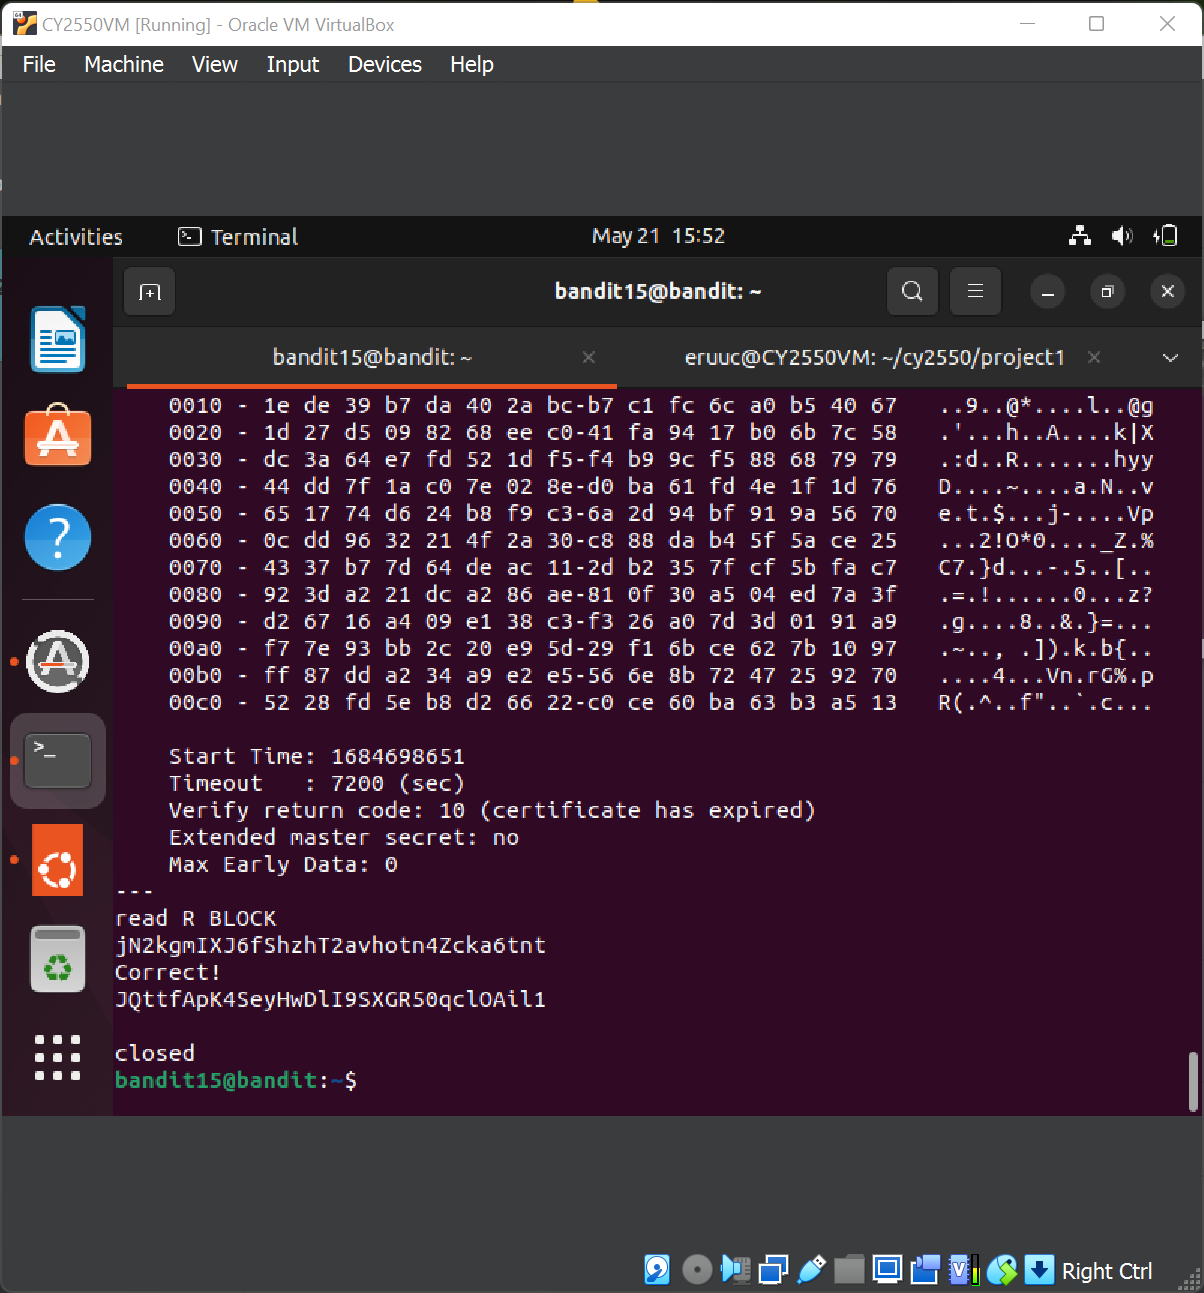 CY2550VM [Running] - Oracle VM VirtualBox
File Machine View Input Devices Help
Activities Terminal May 21 15:52
bandit15@bandit: ~
bandit15@bandit: ~ eruuc@CY2550VM: ~/cy2550/project1
0010 - 1e de 39 b7 da 40 2a bc-b7 c1 fc 6c a0 b5 40 67 ..9..@*....l..@g
0020 - 1d 27 d5 09 82 68 ee c0-41 fa 94 17 b0 6b 7c 58 .'...h..A....k|X
0030 - dc 3a 64 e7 fd 52 1d f5-f4 b9 9c f5 88 68 79 79 .:d..R.......hyy
0040 - 44 dd 7f 1a c0 7e 02 8e-d0 ba 61 fd 4e 1f 1d 76 D....~....a.N..v
0050 - 65 17 74 d6 24 b8 f9 c3-6a 2d 94 bf 91 9a 56 70 e.t.$...j-....Vp
0060 - 0c dd 96 32 21 4f 2a 30-c8 88 da b4 5f 5a ce 25 ...2!O*0...._Z.%
0070 - 43 37 b7 7d 64 de ac 11-2d b2 35 7f cf 5b fa c7 C7.}d...-.5..[..
0080 - 92 3d a2 21 dc a2 86 ae-81 0f 30 a5 04 ed 7a 3f .=.!......0...z?
0090 - d2 67 16 a4 09 e1 38 c3-f3 26 a0 7d 3d 01 91 a9 .g....8..&.}=...
00a0 - f7 7e 93 bb 2c 20 e9 5d-29 f1 6b ce 62 7b 10 97 .~.., .]).k.b{..
00b0 - ff 87 dd a2 34 a9 e2 e5-56 6e 8b 72 47 25 92 70 ....4...Vn.rG%.p
00c0 - 52 28 fd 5e b8 d2 66 22-c0 ce 60 ba 63 b3 a5 13 R(.^..f"..`.c...
Start Time: 1684698651
Timeout : 7200 (sec)
Verify return code: 10 (certificate has expired)
Extended master secret: no
Max Early Data: 0
---
read R BLOCK
jN2kgmIXJ6fShzhT2avhotn4Zcka6tnt
Correct!
JQttfApK4SeyHwDlI9SXGR50qclOAil1
closed
bandit15@bandit:~$
Right Ctrl